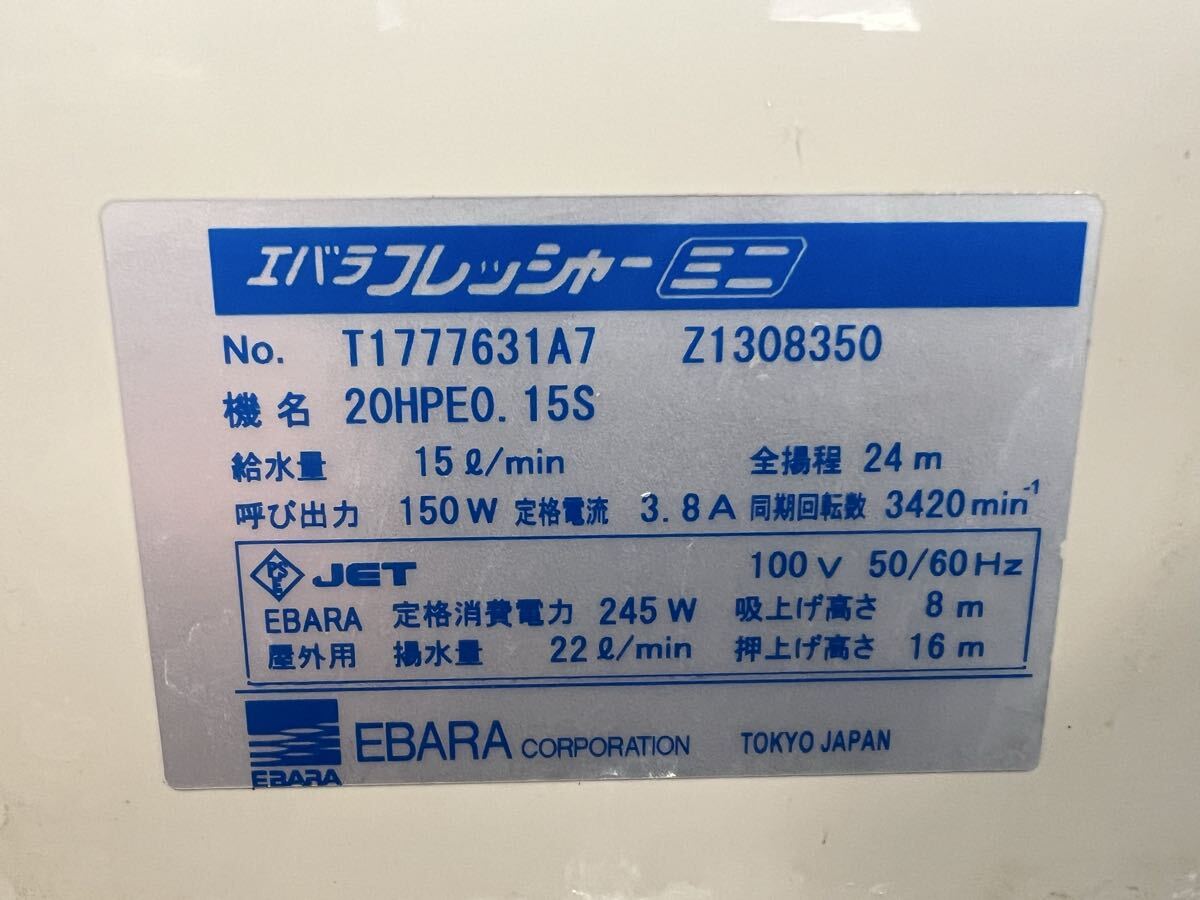 エバラフレッシャーミニ
No. T1777631A7 Z1308350
機名 20HPE0.15S
給水量 15ℓ/min 全揚程 24m
呼び出力 150W 定格電流 3.8A 同期回転数 3420min⁻¹
PSE JET 100V 50/60Hz
EBARA 定格消費電力 245W 吸上げ高さ 8m
屋外用 揚水量 22ℓ/min 押上げ高さ 16m
EBARA EBARA CORPORATION TOKYO JAPAN